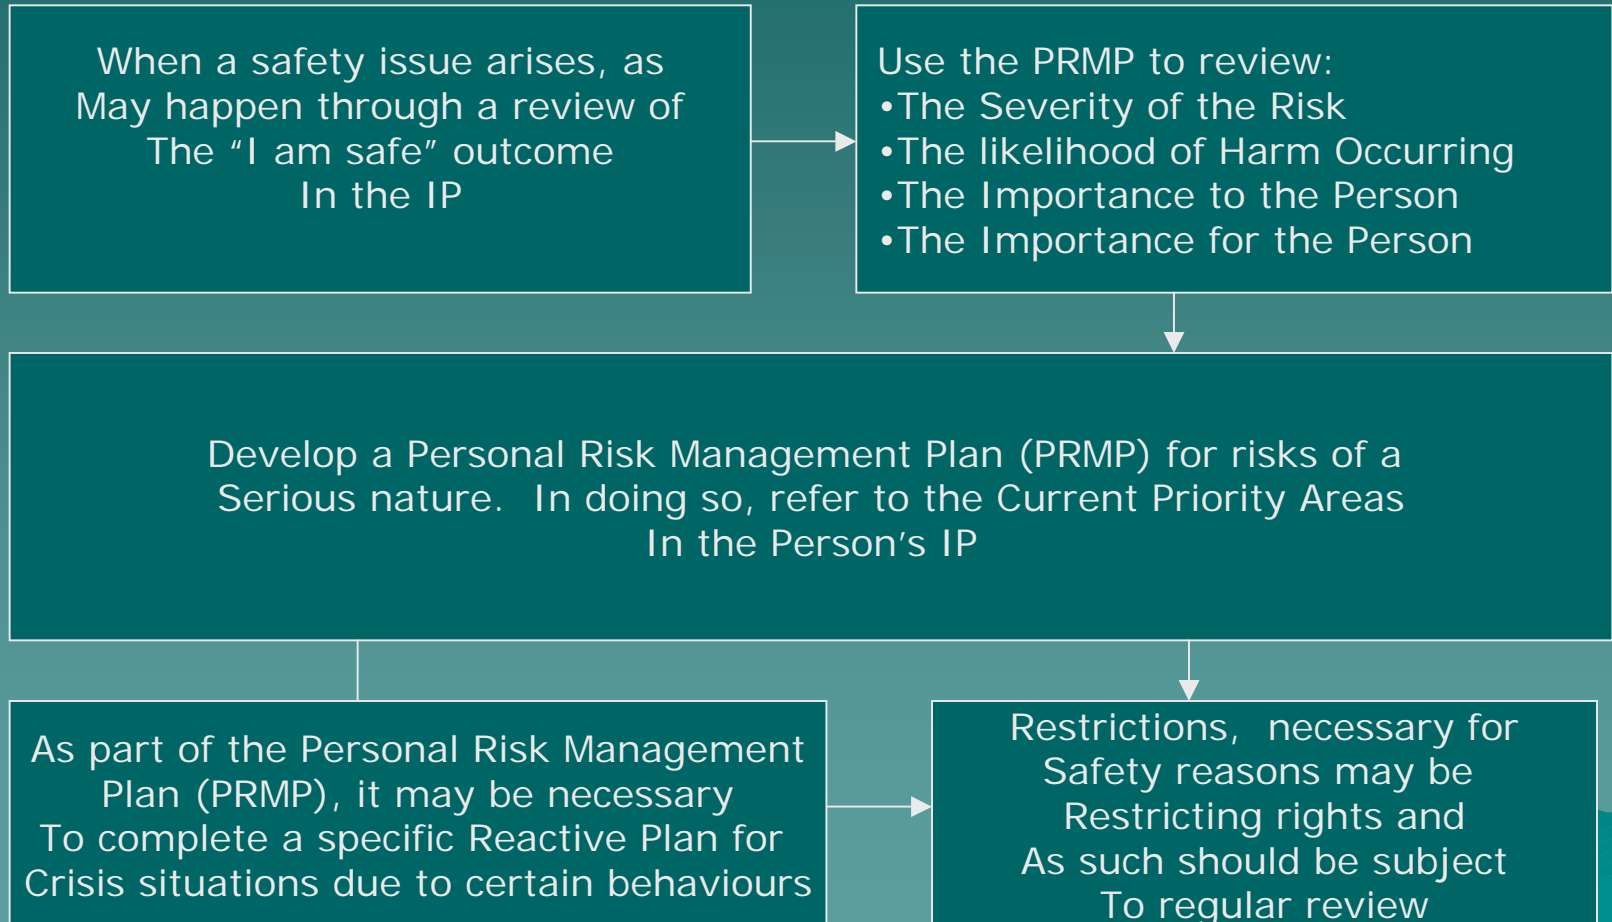 When a safety issue arises, as
May happen through a review of
The “I am safe” outcome
In the IP
Use the PRMP to review:
•The Severity of the Risk
•The likelihood of Harm Occurring
•The Importance to the Person
•The Importance for the Person
Develop a Personal Risk Management Plan (PRMP) for risks of a
Serious nature.  In doing so, refer to the Current Priority Areas
In the Person’s IP
As part of the Personal Risk Management
Plan (PRMP), it may be necessary
To complete a specific Reactive Plan for
Crisis situations due to certain behaviours
Restrictions,  necessary for
Safety reasons may be
Restricting rights and
As such should be subject
To regular review